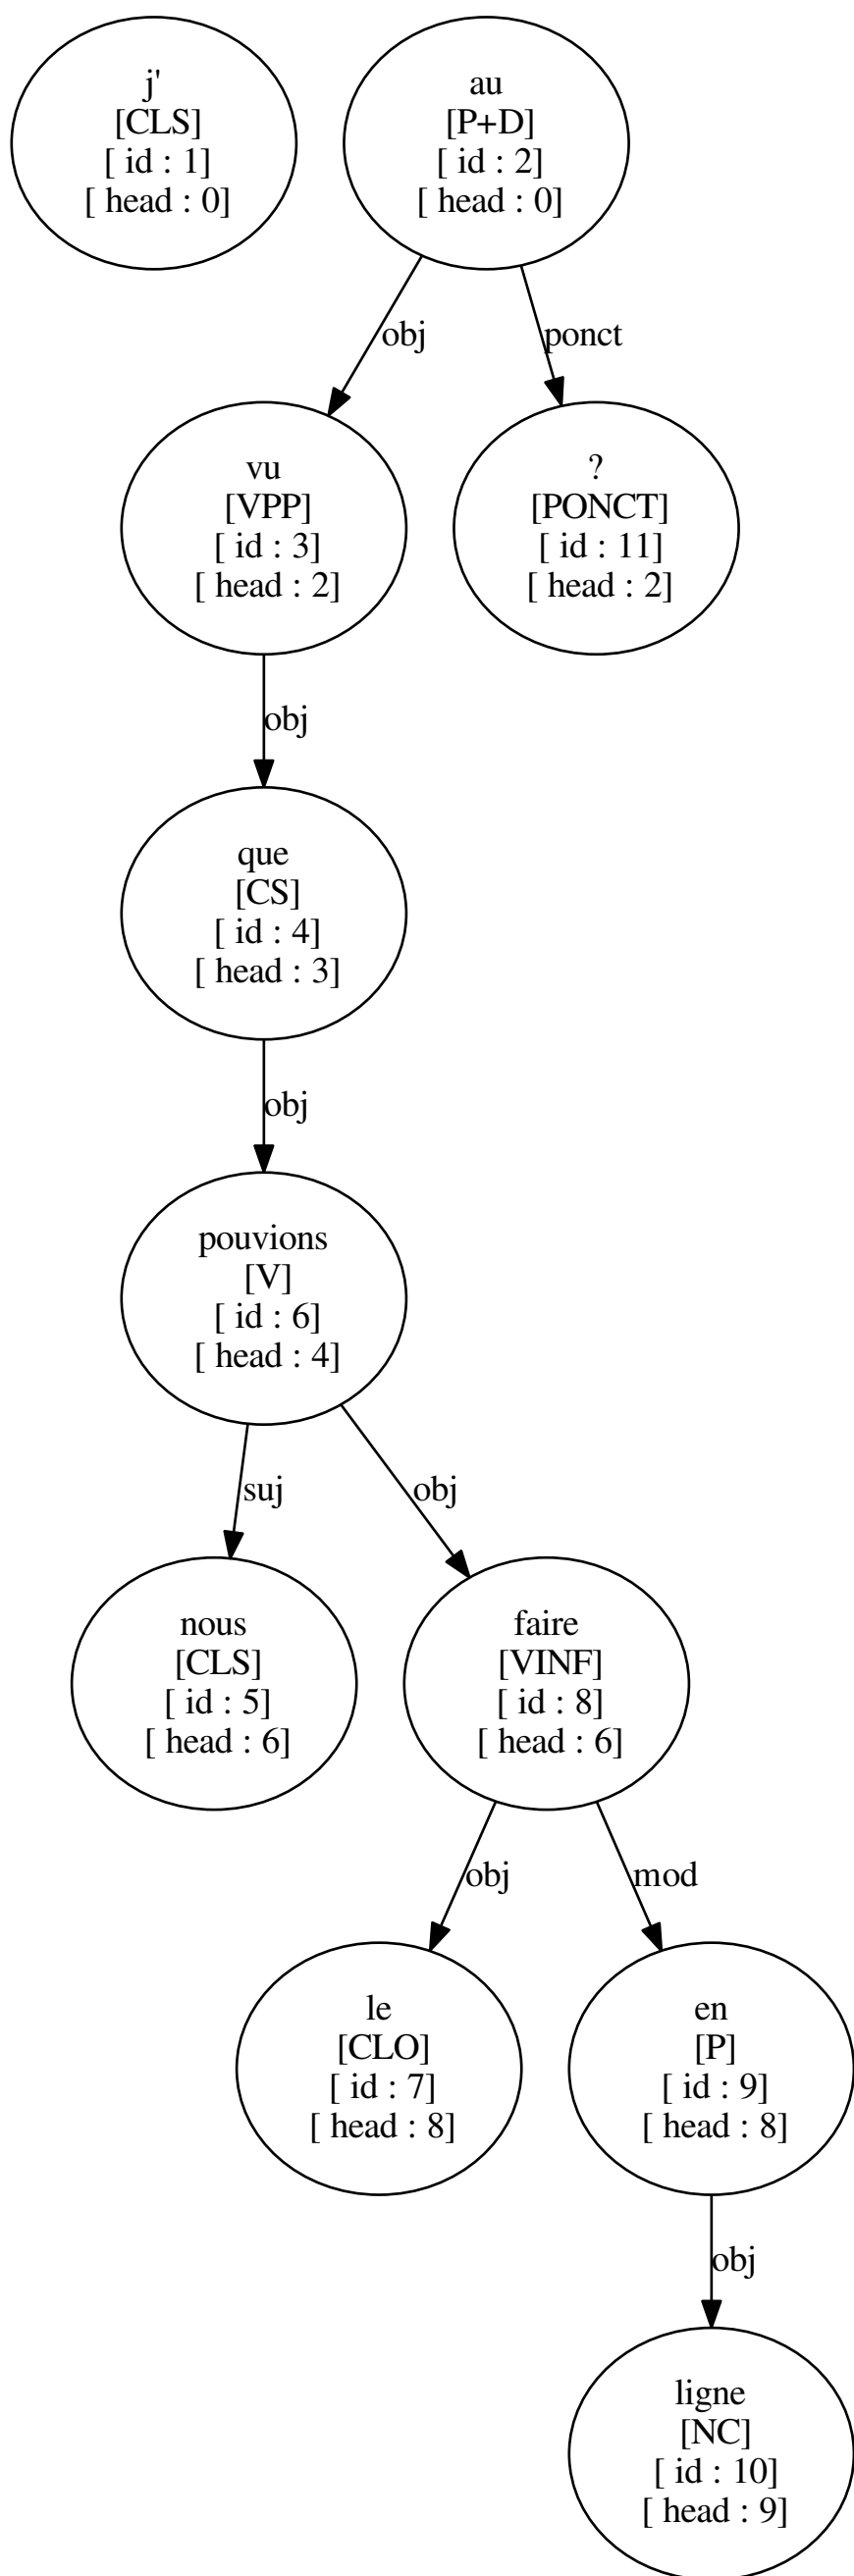 j'
[CLS]
[ id : 1]
[ head : 0]
au
[P+D]
[ id : 2]
[ head : 0]
obj
ponct
vu
[VPP]
[ id : 3]
[ head : 2]
?
[PONCT]
[ id : 11]
[ head : 2]
obj
que
[CS]
[ id : 4]
[ head : 3]
obj
pouvions
[V]
[ id : 6]
[ head : 4]
suj
obj
nous
[CLS]
[ id : 5]
[ head : 6]
faire
[VINF]
[ id : 8]
[ head : 6]
obj
mod
le
[CLO]
[ id : 7]
[ head : 8]
en
[P]
[ id : 9]
[ head : 8]
obj
ligne
[NC]
[ id : 10]
[ head : 9]